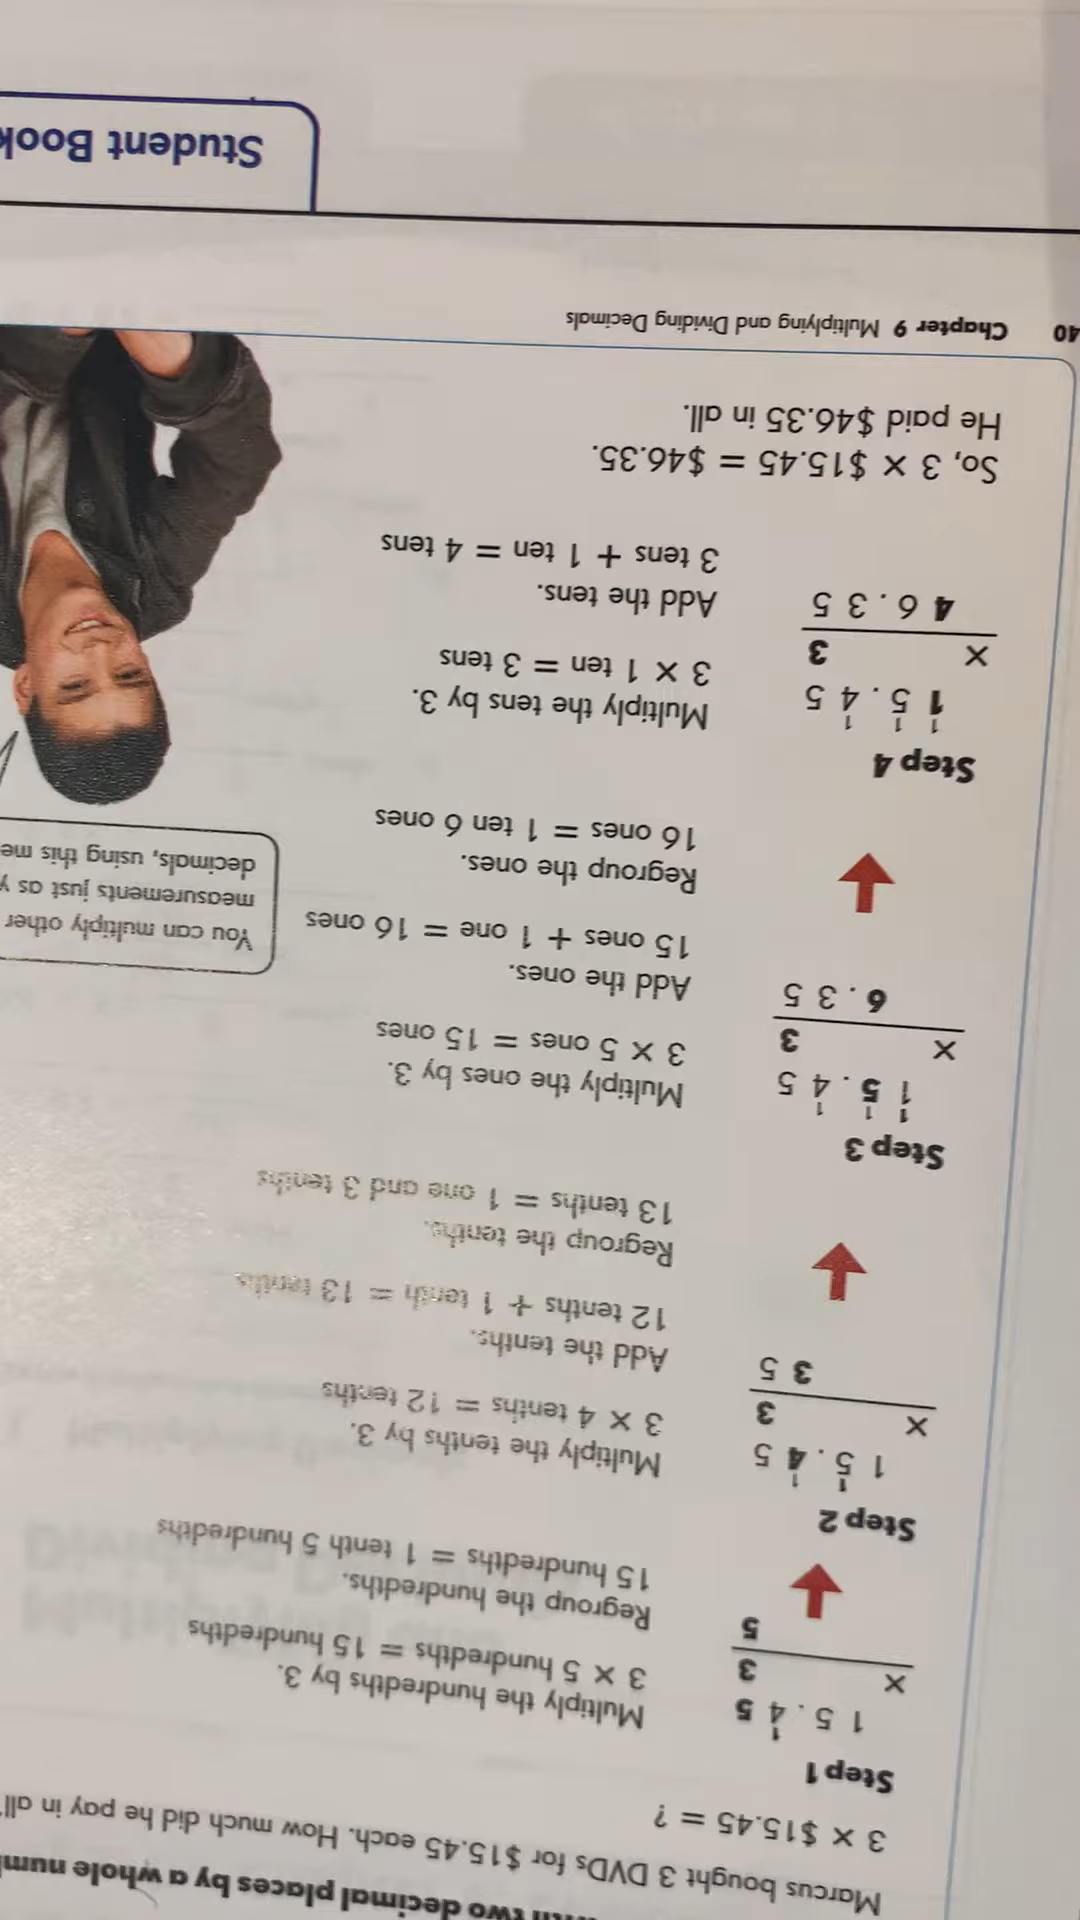 two decimal places by a whole
Marcus bought 3 DVDs for $15.45 each. How much did he pay in all
3 × $15.45 = ?
Step 1
1
1 5 . 4 5
× 3
5
Multiply the hundredths by 3.
3 × 5 hundredths = 15 hundredths
Regroup the hundredths.
15 hundredths = 1 tenth 5 hundredths
Step 2
1 1
1 5 . 4 5
× 3
3 5
Multiply the tenths by 3.
3 × 4 tenths = 12 tenths
Add the tenths.
12 tenths + 1 tenth = 13 tenths
Regroup the tenths.
13 tenths = 1 one and 3 tenths
Step 3
1 1 1
1 5 . 4 5
× 3
6 . 3 5
Multiply the ones by 3.
3 × 5 ones = 15 ones
Add the ones.
15 ones + 1 one = 16 ones
Regroup the ones.
16 ones = 1 ten 6 ones
You can multiply other
measurements just as
decimals, using this
Step 4
1 1 1
1 5 . 4 5
× 3
4 6 . 3 5
Multiply the tens by 3.
3 × 1 ten = 3 tens
Add the tens.
3 tens + 1 ten = 4 tens
So, 3 × $15.45 = $46.35.
He paid $46.35 in all.
40 Chapter 9 Multiplying and Dividing Decimals
Student Book